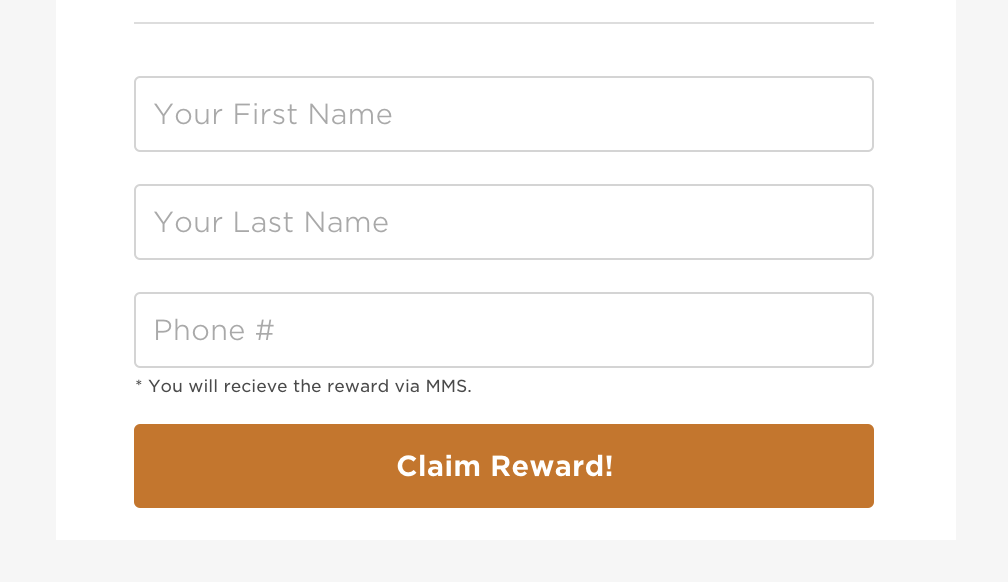 Your First Name
Your Last Name
Phone #
* You will recieve the reward via MMS.
Claim Reward!